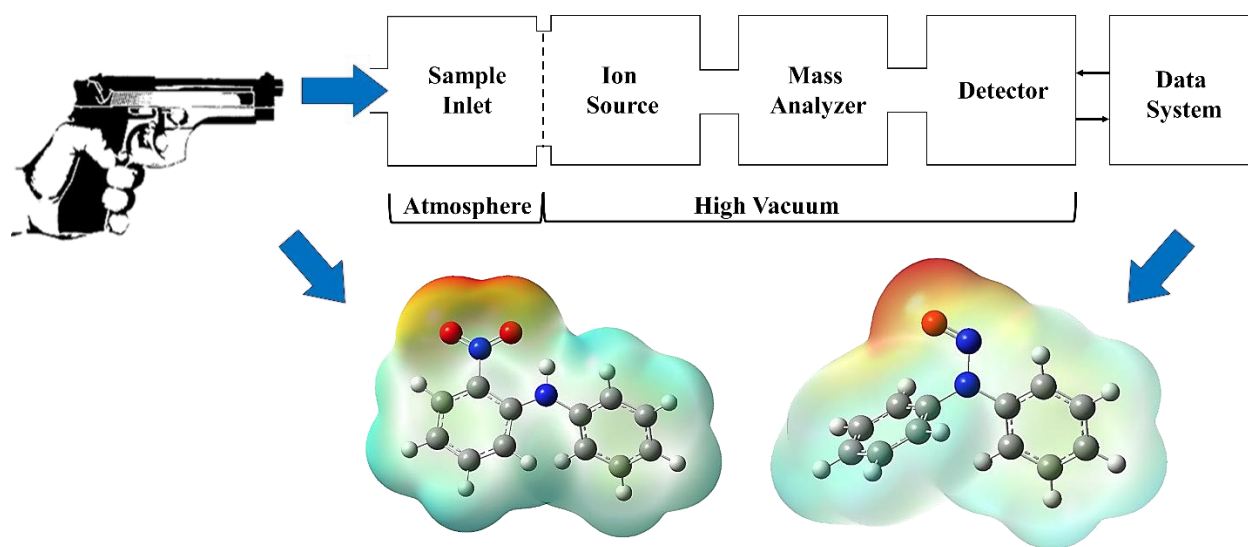 Sample
Inlet
Ion
Source
Mass
Analyzer
Detector
Data
System
Atmosphere
High Vacuum